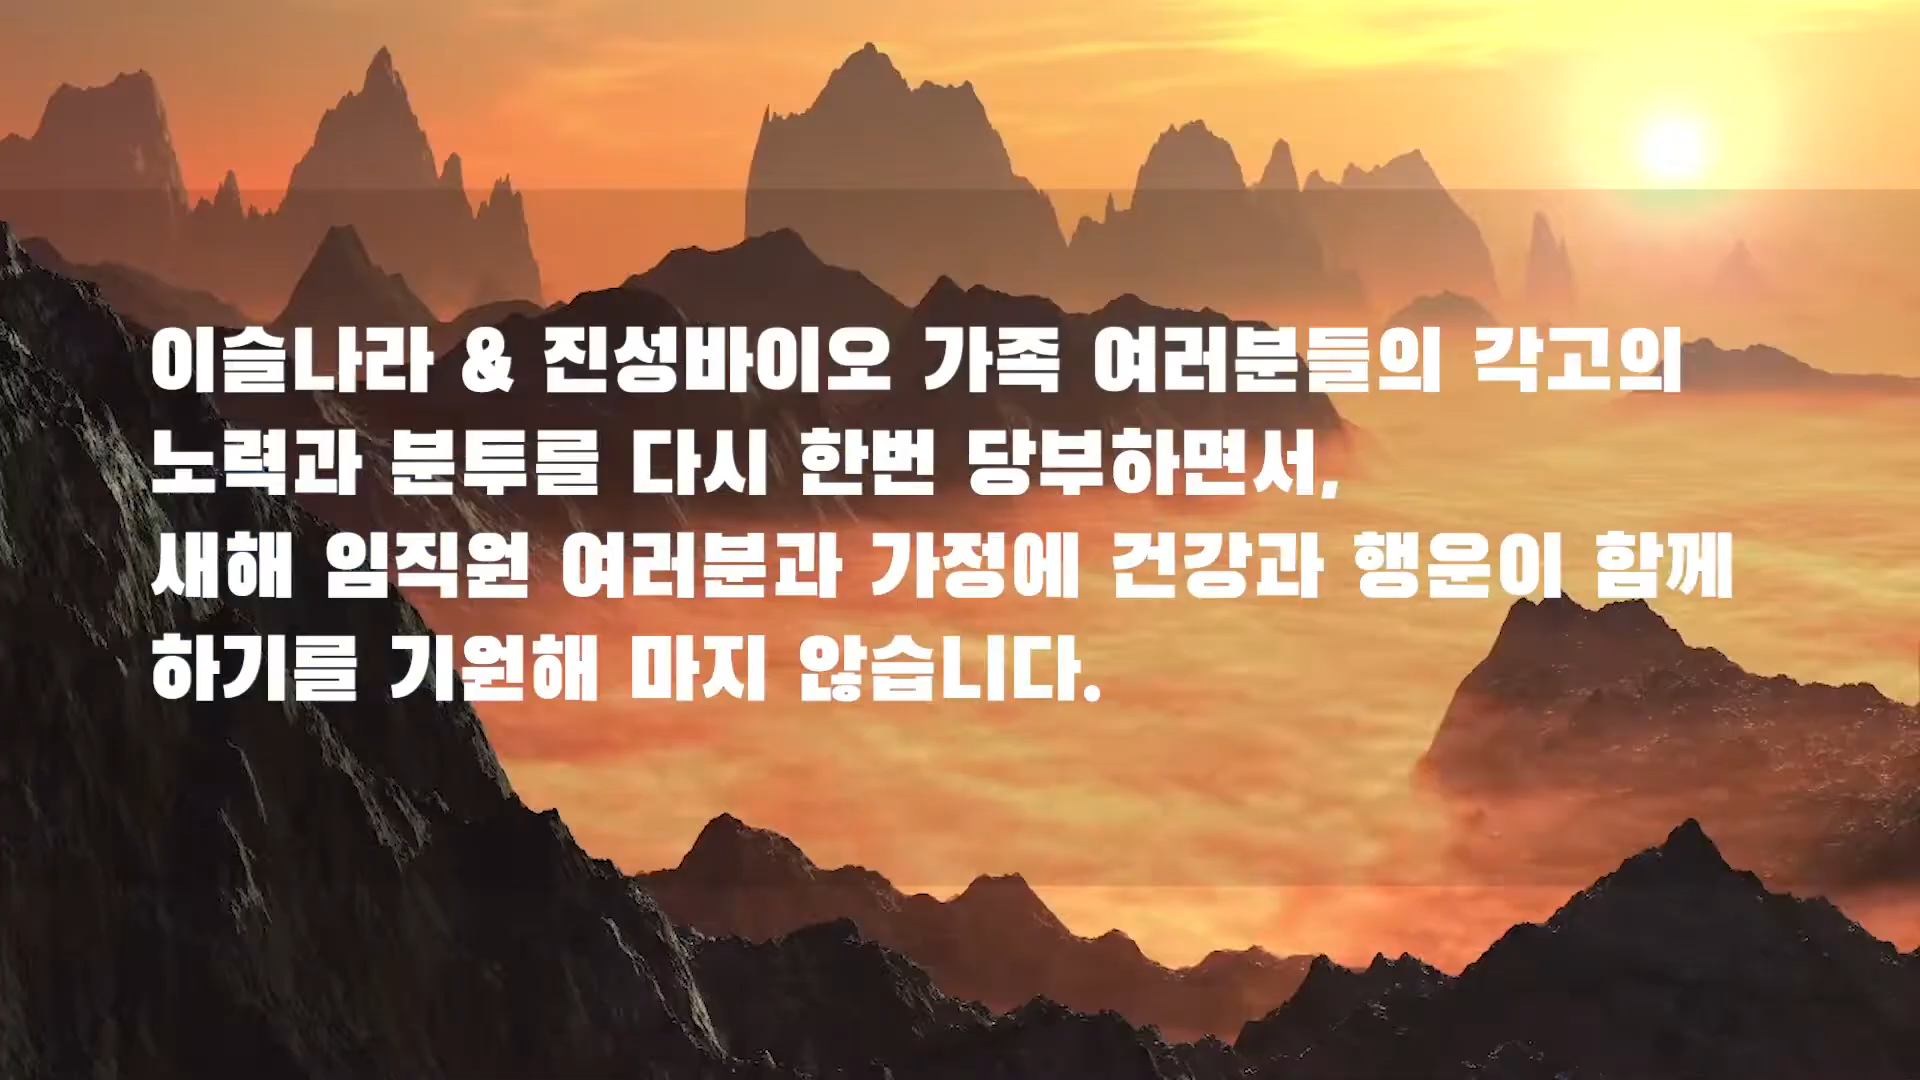 이슬나라 & 진성바이오 가족 여러분들의 각고의
노력과 분투를 다시 한번 당부하면서,
새해 임직원 여러분과 가정에 건강과 행운이 함께
하기를 기원해 마지 않습니다.